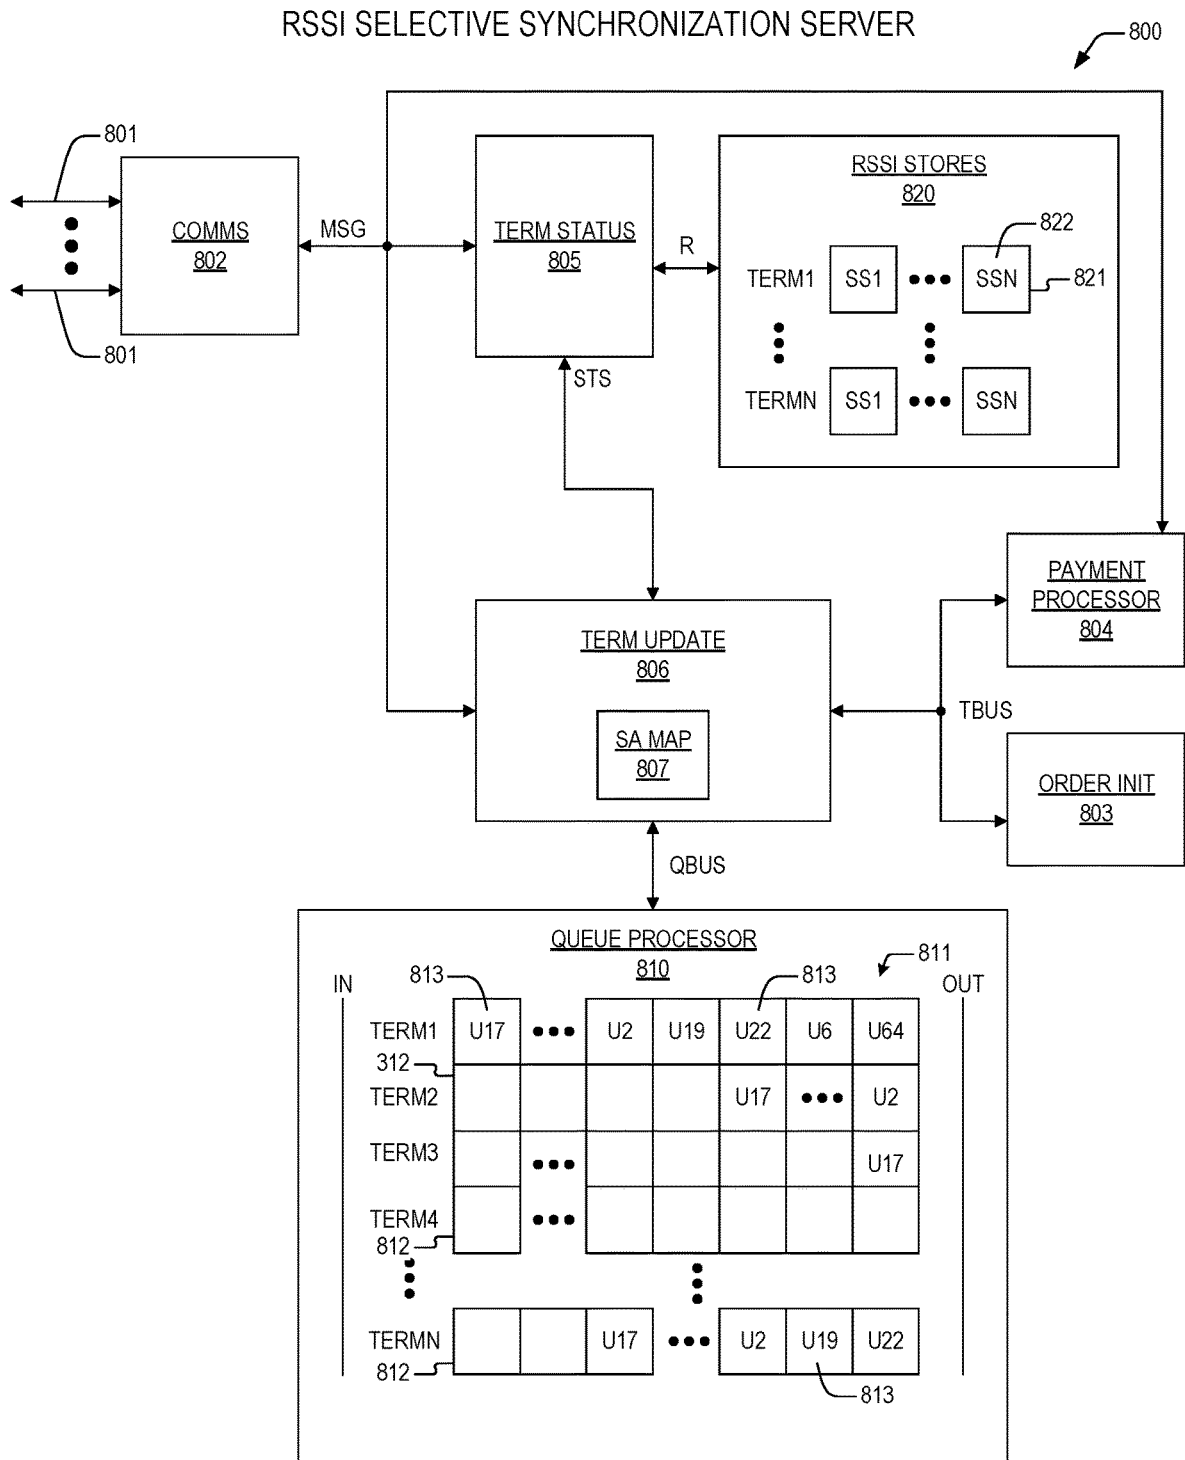 RSSI SELECTIVE SYNCHRONIZATION SERVER
800
801
COMMS
802
MSG
801
TERM STATUS
805
R
RSSI STORES
820
822
TERM1 SS1 SSN
821
TERMN SS1 SSN
STS
PAYMENT
PROCESSOR
804
TERM UPDATE
806
SA MAP
807
TBUS
ORDER INIT
803
QBUS
QUEUE PROCESSOR
810
811
IN
813
813
OUT
TERM1 U17 U2 U19 U22 U6 U64
312
TERM2 U17 U2
TERM3 U17
TERM4
812
TERMN U17 U2 U19 U22
812
813